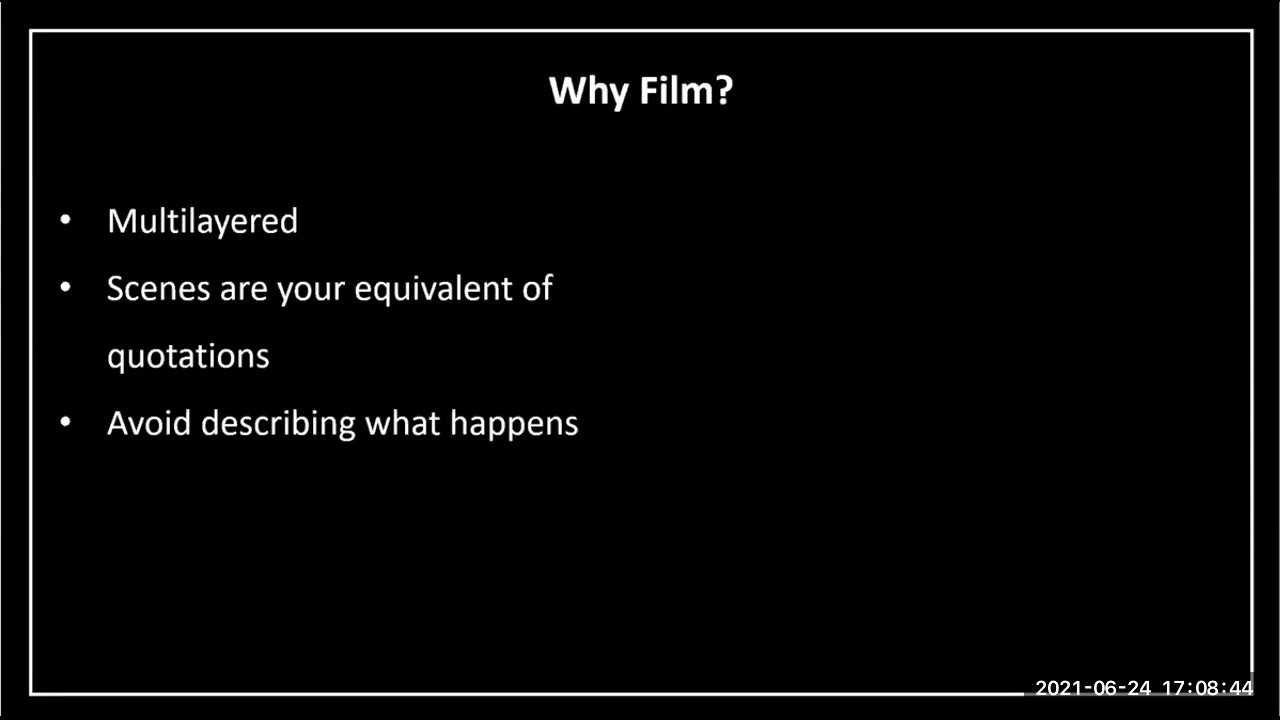 Why Film?
• Multilayered
• Scenes are your equivalent of
quotations
• Avoid describing what happens
2021-06-24 17:08:44